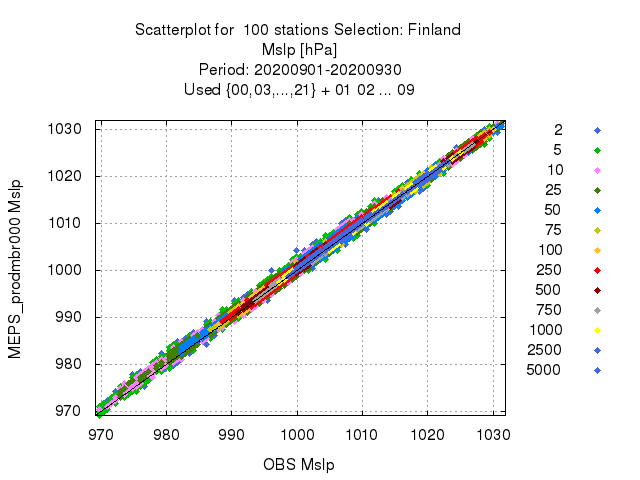 Scatterplot for  100 stations Selection: Finland
Mslp [hPa]
Period: 20200901-20200930
Used {00,03,...,21} + 01 02 ... 09
MEPS_prodmbr000 Mslp
1030
1020
1010
1000
990
980
970
970 980 990 1000 1010 1020 1030
OBS Mslp
2
5
10
25
50
75
100
250
500
750
1000
2500
5000